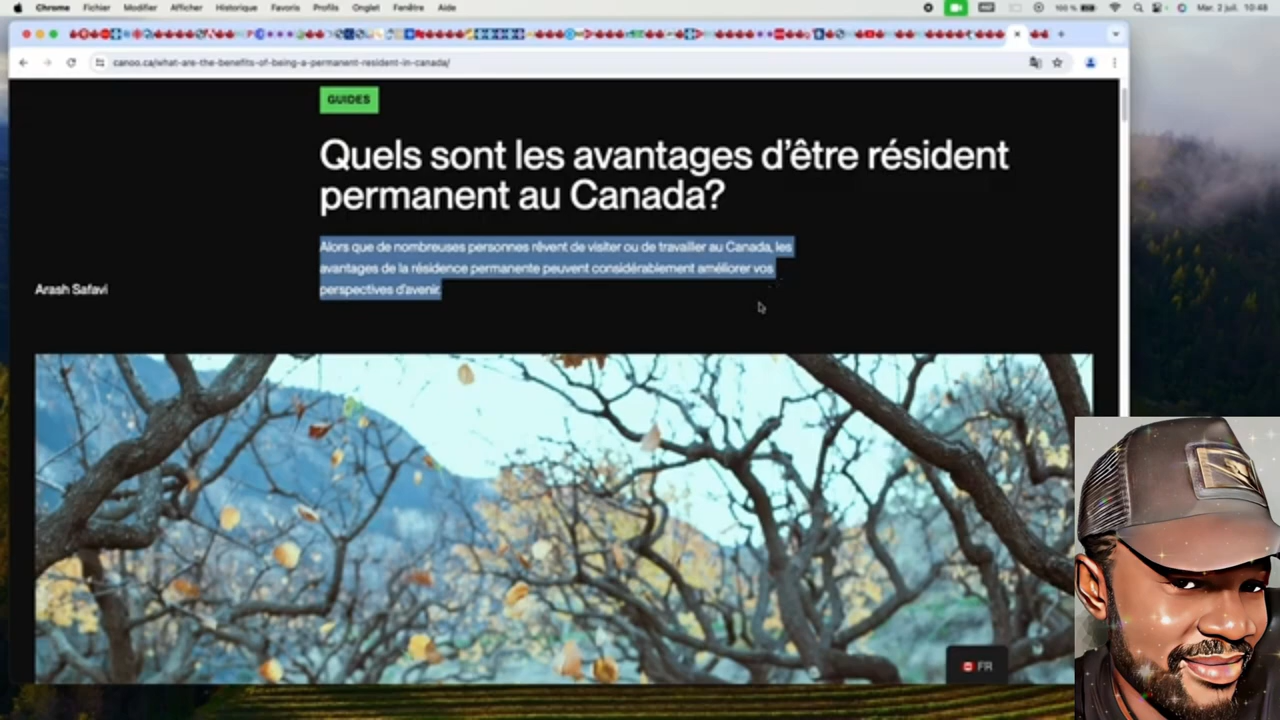 Chrome Fichier Modifier Afficher Historique Favoris Profils Onglet Fenêtre Aide
100 % Mar. 2 juil. 10:48
canoo.ca/what-are-the-benefits-of-being-a-permanent-resident-in-canada/
GUIDES
Quels sont les avantages d'être résident
permanent au Canada?
Alors que de nombreuses personnes rêvent de visiter ou de travailler au Canada, les
avantages de la résidence permanente peuvent considérablement améliorer vos
perspectives d'avenir.
Arash Safavi
FR